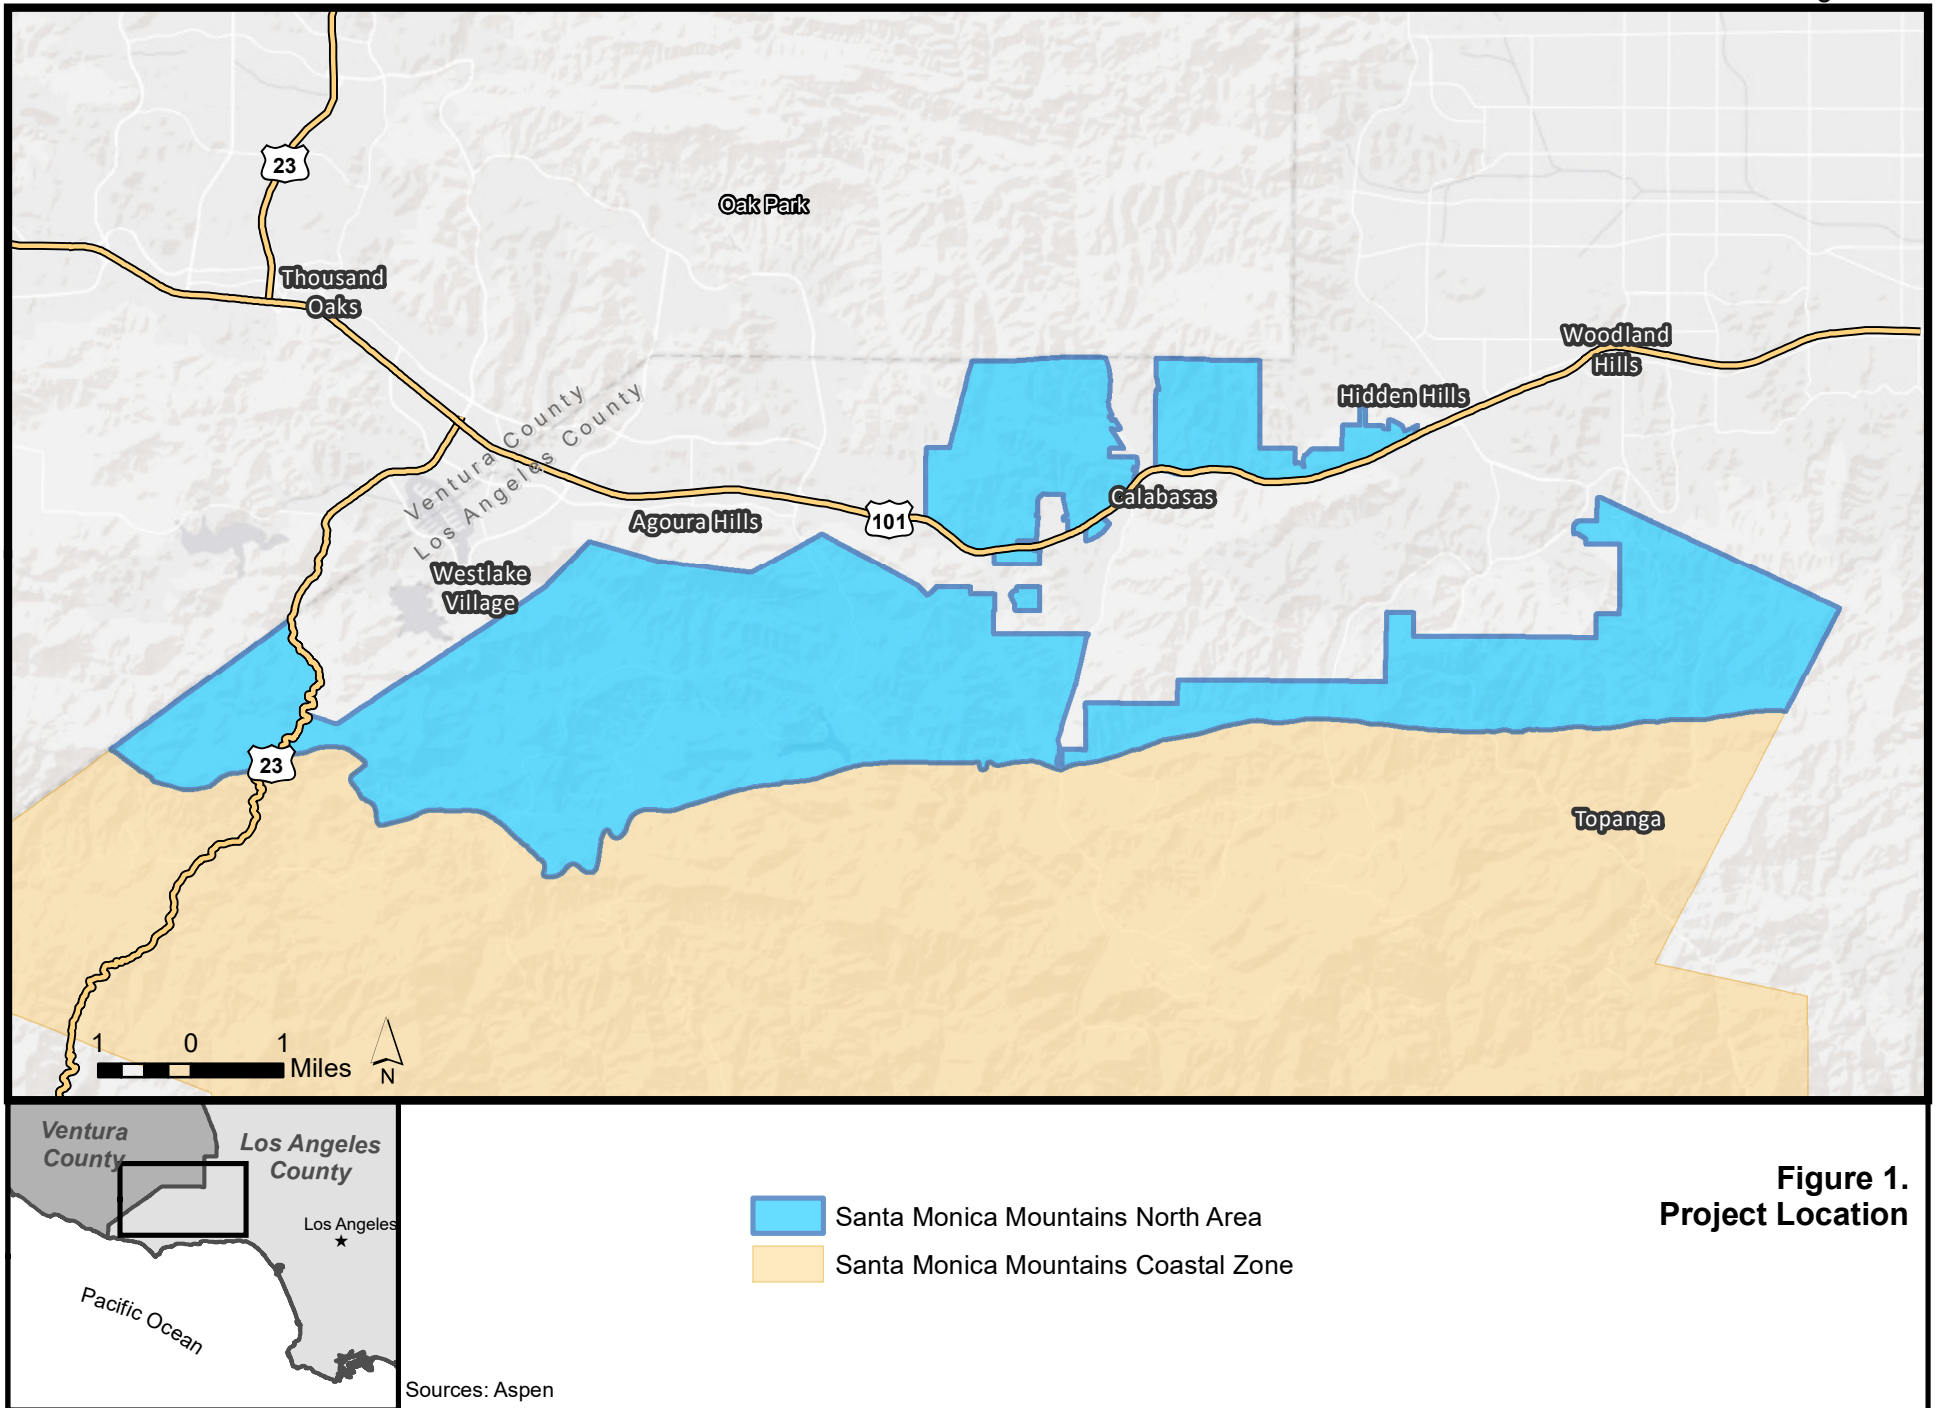 23
Oak Park
Thousand
Oaks
Woodland
Hills
Hidden Hills
Ventura County
Los Angeles County
Calabasas
101
Agoura Hills
Westlake
Village
23
Topanga
1 0 1
Miles
N
Ventura
County
Los Angeles
County
Los Angeles
Pacific Ocean
Sources: Aspen
Santa Monica Mountains North Area
Santa Monica Mountains Coastal Zone
Figure 1.
Project Location